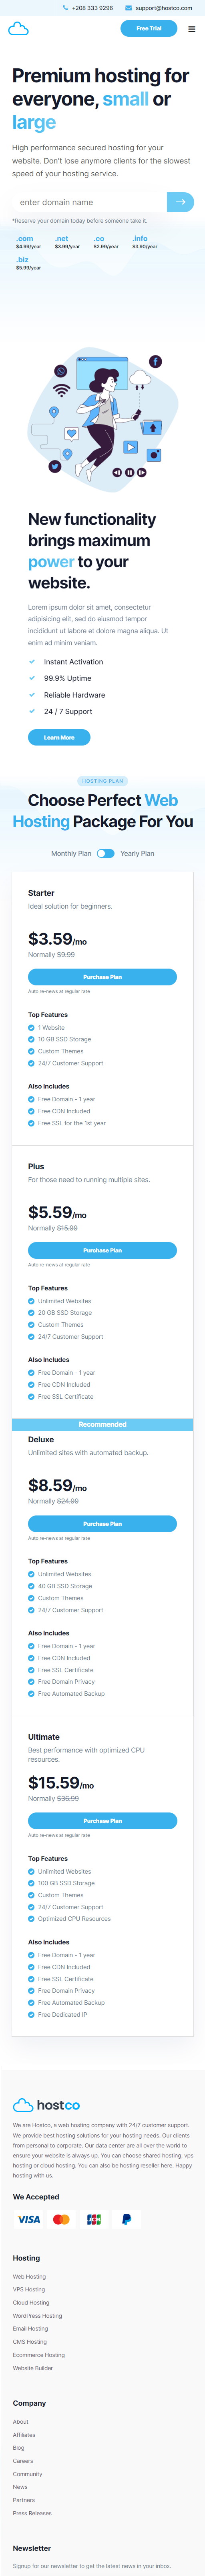 +208 333 9296 support@hostco.com
Free Trial
Premium hosting for
everyone, small or
large
High performance secured hosting for your
website. Don't lose anymore clients for the slowest
speed of your hosting service.
enter domain name
*Reserve your domain today before someone take it.
.com .net .co .info
$4.99/year $3.99/year $2.99/year $3.90/year
.biz
$5.99/year
New functionality
brings maximum
power to your
website.
Lorem ipsum dolor sit amet, consectetur
adipisicing elit, sed do eiusmod tempor
incididunt ut labore et dolore magna aliqua. Ut
enim ad minim veniam.
Instant Activation
99.9% Uptime
Reliable Hardware
24 / 7 Support
Learn More
HOSTING PLAN
Choose Perfect Web
Hosting Package For You
Monthly Plan Yearly Plan
Starter
Ideal solution for beginners.
$3.59/mo
Normally $9.99
Purchase Plan
Auto re-news at regular rate
Top Features
1 Website
10 GB SSD Storage
Custom Themes
24/7 Customer Support
Also Includes
Free Domain - 1 year
Free CDN Included
Free SSL for the 1st year
Plus
For those need to running multiple sites.
$5.59/mo
Normally $15.99
Purchase Plan
Auto re-news at regular rate
Top Features
Unlimited Websites
20 GB SSD Storage
Custom Themes
24/7 Customer Support
Also Includes
Free Domain - 1 year
Free CDN Included
Free SSL Certificate
Recommended
Deluxe
Unlimited sites with automated backup.
$8.59/mo
Normally $24.99
Purchase Plan
Auto re-news at regular rate
Top Features
Unlimited Websites
40 GB SSD Storage
Custom Themes
24/7 Customer Support
Also Includes
Free Domain - 1 year
Free CDN Included
Free SSL Certificate
Free Domain Privacy
Free Automated Backup
Ultimate
Best performance with optimized CPU
resources.
$15.59/mo
Normally $36.99
Purchase Plan
Auto re-news at regular rate
Top Features
Unlimited Websites
100 GB SSD Storage
Custom Themes
24/7 Customer Support
Optimized CPU Resources
Also Includes
Free Domain - 1 year
Free CDN Included
Free SSL Certificate
Free Domain Privacy
Free Automated Backup
Free Dedicated IP
hostco
We are Hostco, a web hosting company with 24/7 customer support.
We provide best hosting solutions for your hosting needs. Our clients
from personal to corporate. Our data center are all over the world to
ensure your website is always up. You can choose shared hosting, vps
hosting or cloud hosting. You can also be hosting reseller here. Happy
hosting with us.
We Accepted
VISA JCB
Hosting
Web Hosting
VPS Hosting
Cloud Hosting
WordPress Hosting
Email Hosting
CMS Hosting
Ecommerce Hosting
Website Builder
Company
About
Affiliates
Blog
Careers
Community
News
Partners
Press Releases
Newsletter
Signup for our newsletter to get the latest news in your inbox.